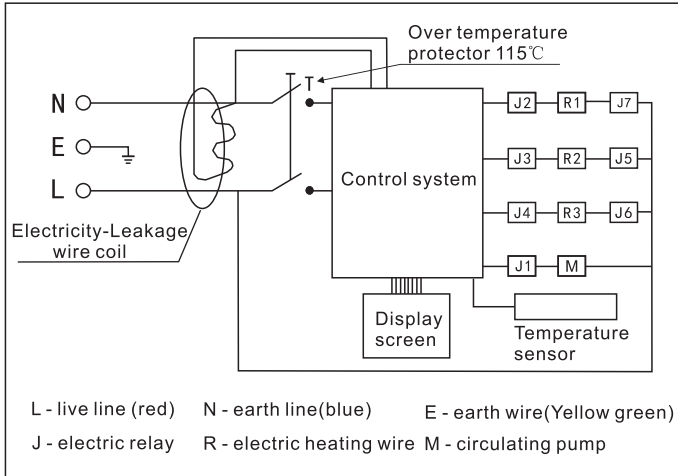 Over temperature
protector 115℃
N
T
J2 R1 J7
E
J3 R2 J5
Control system
L
J4 R3 J6
Electricity-Leakage
wire coil
J1 M
Display
screen
Temperature
sensor
L - live line (red) N - earth line(blue) E - earth wire(Yellow green)
J - electric relay R - electric heating wire M - circulating pump